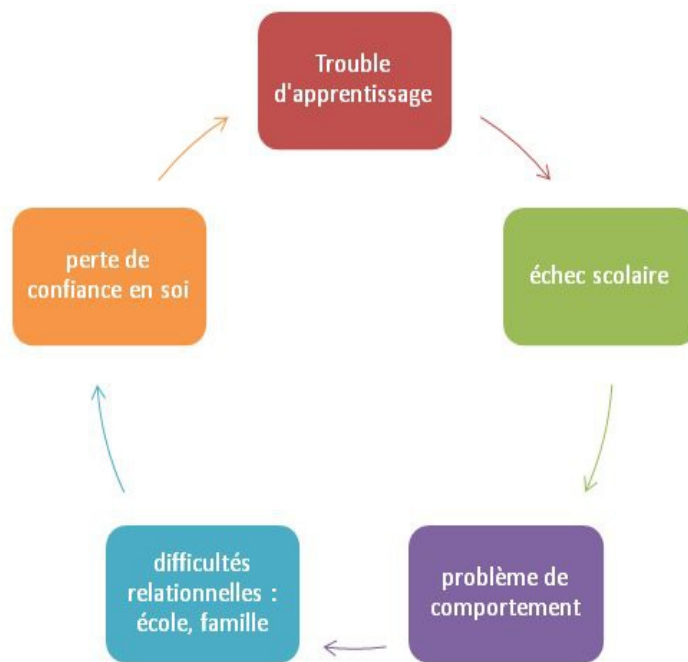 Trouble
d'apprentissage
échec scolaire
problème de
comportement
difficultés
relationnelles :
école, famille
perte de
confiance en soi